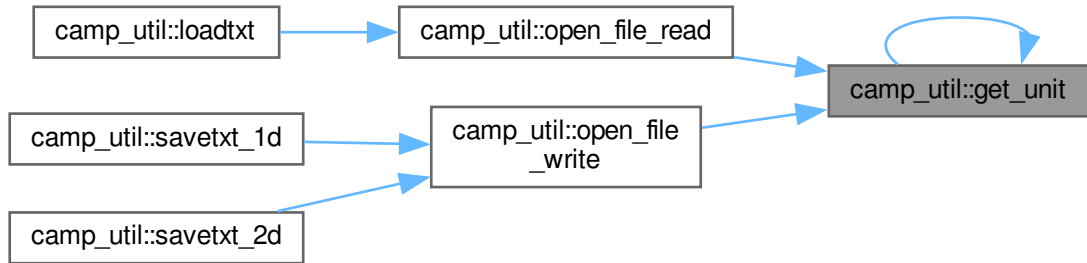 camp_util::loadtxt
camp_util::open_file_read
camp_util::get_unit
camp_util::savetxt_1d
camp_util::open_file
_write
camp_util::savetxt_2d